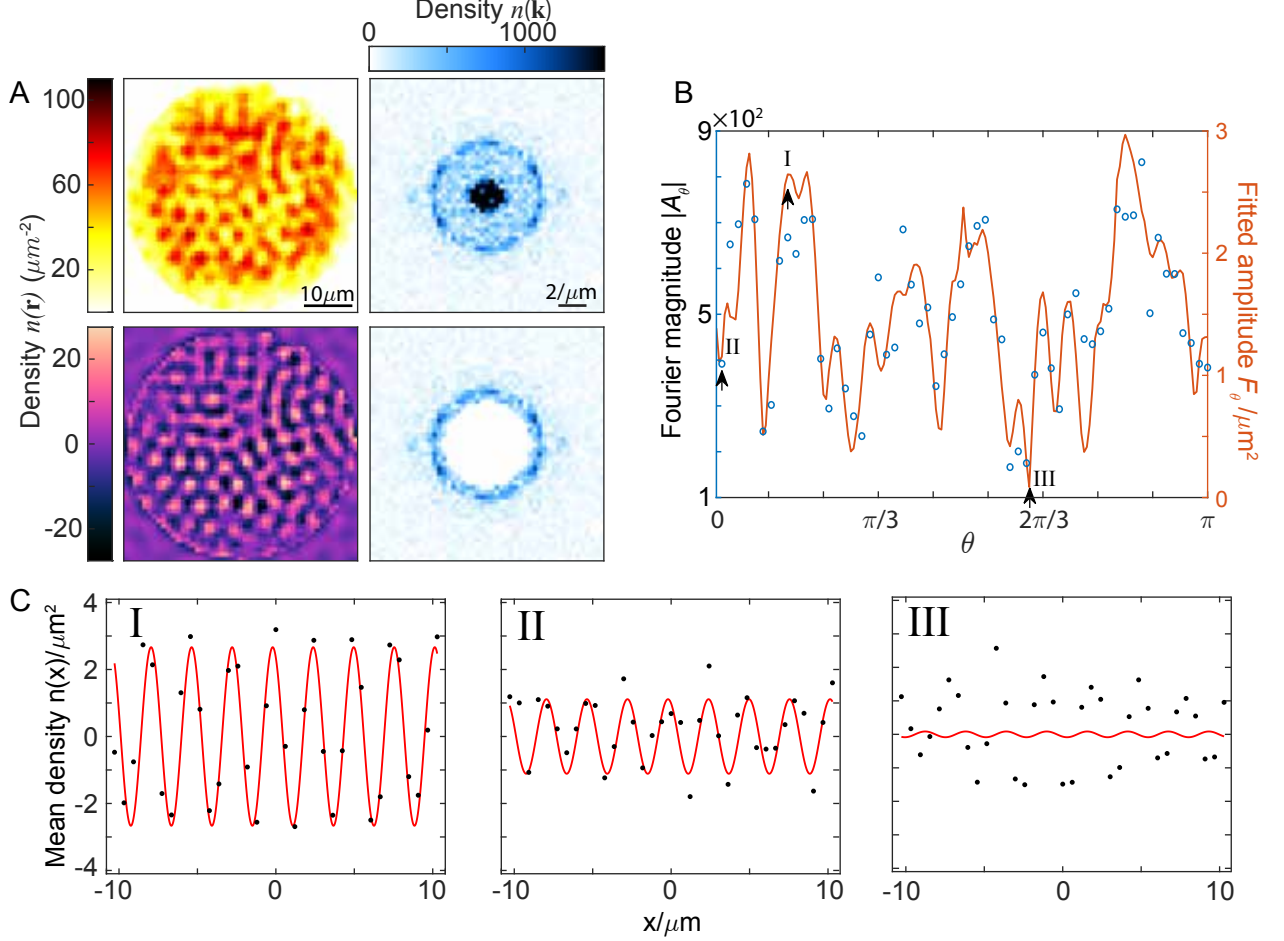 Density n(k)
0 1000
A
100
60
20
Density n(r) (μm⁻²)
10μm
2/μm
20
0
-20
B
9×10²
5
1
Fourier magnitude |Aθ|
I
II
III
3
2
1
0
Fitted amplitude Fθ/μm²
0 π/3 2π/3 π
θ
C
I
II
III
4
2
0
-2
-4
Mean density n(x)/μm²
-10 0 10
-10 0 10
-10 0 10
x/μm